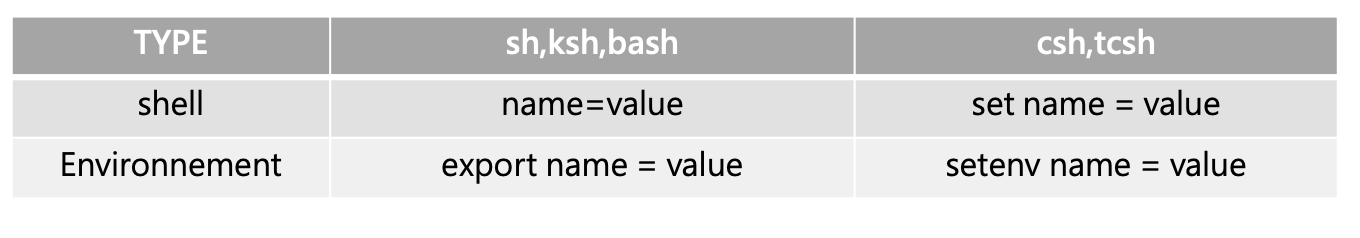 TYPE sh,ksh,bash csh,tcsh
shell name=value set name = value
Environnement export name = value setenv name = value